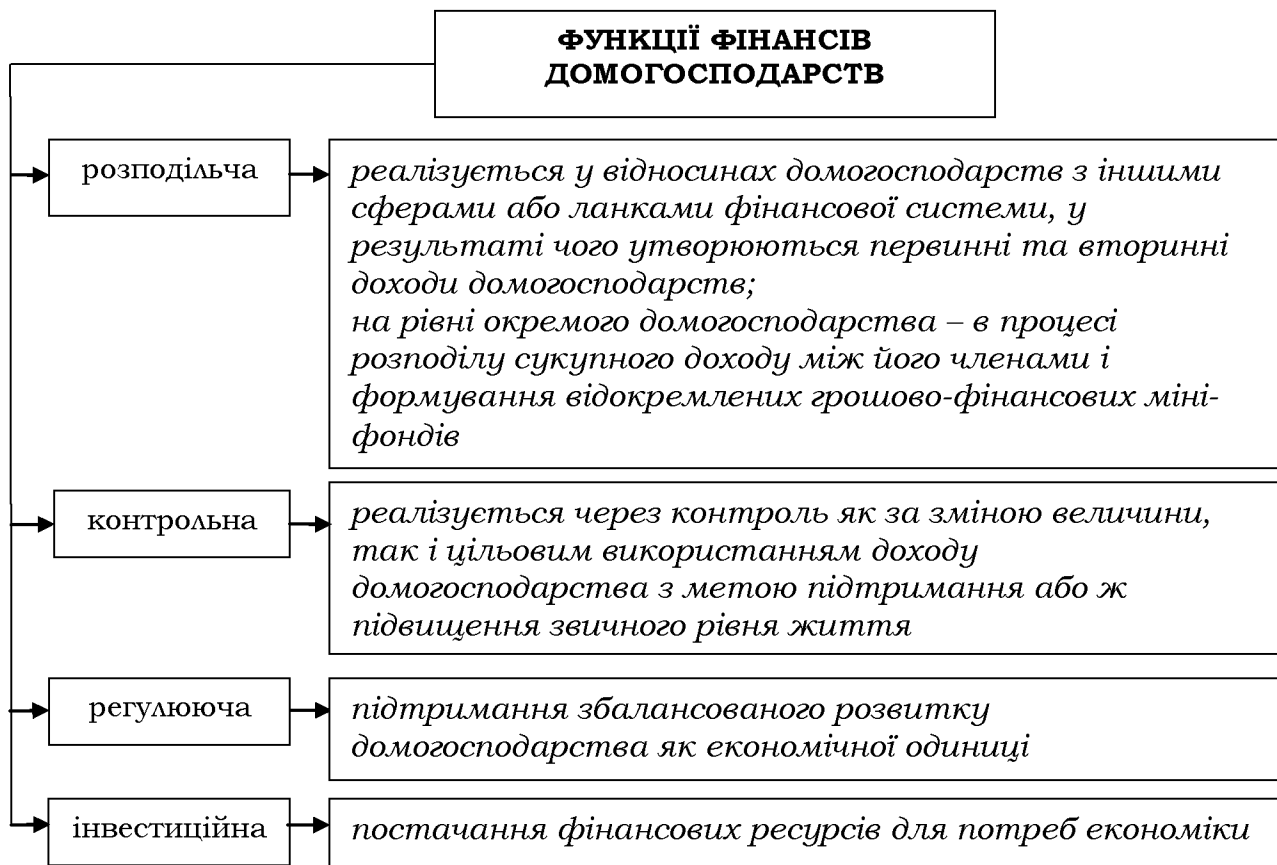 ФУНКЦІЇ ФІНАНСІВ
ДОМОГОСПОДАРСТВ
розподільча
реалізується у відносинах домогосподарств з іншими
сферами або ланками фінансової системи, у
результаті чого утворюються первинні та вторинні
доходи домогосподарств;
на рівні окремого домогосподарства – в процесі
розподілу сукупного доходу між його членами і
формування відокремлених грошово-фінансових міні-
фондів
контрольна
реалізується через контроль як за зміною величини,
так і цільовим використанням доходу
домогосподарства з метою підтримання або ж
підвищення звичного рівня життя
регулююча
підтримання збалансованого розвитку
домогосподарства як економічної одиниці
інвестиційна
постачання фінансових ресурсів для потреб економіки